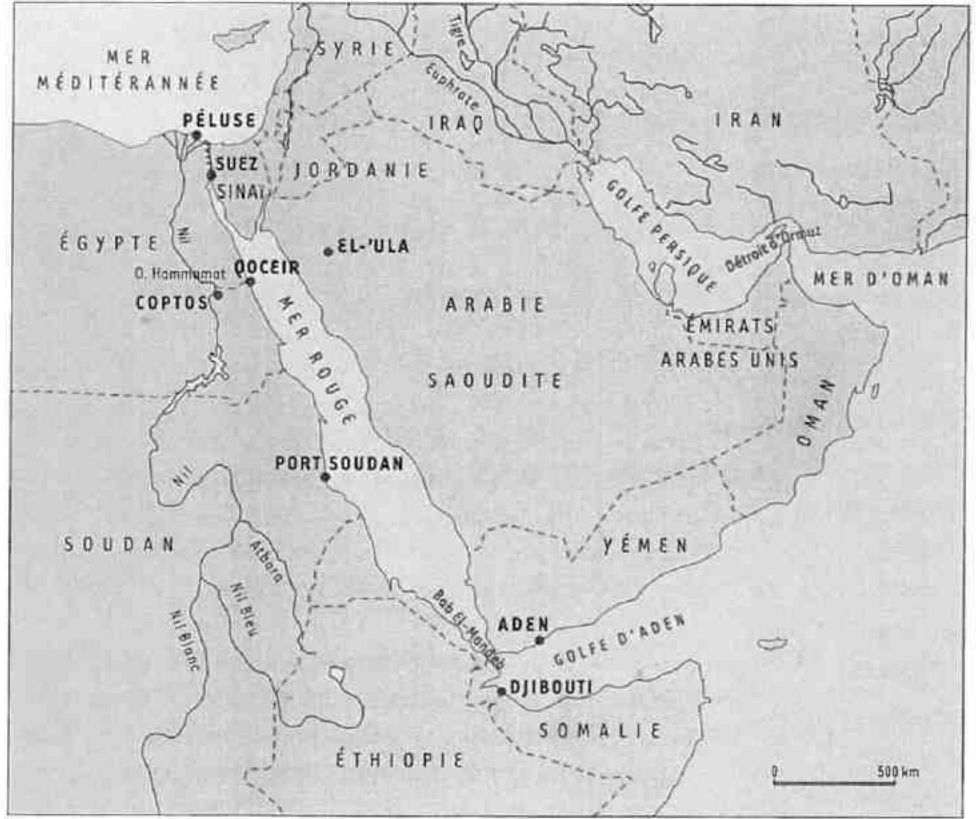 MER
MÉDITÉRANNÉE
SYRIE
Tigre
Euphrate
IRAQ
IRAN
PÉLUSE
SUEZ
SINAÏ
JORDANIE
ÉGYPTE
Nil
EL-'ULA
GOLFE PERSIQUE
Détroit d'Ormut
MER D'OMAN
O. Hammamat
QOCEIR
COPTOS
MER ROUGE
ARABIE
SAOUDITE
ÉMIRATS
ARABES UNIS
OMAN
PORT SOUDAN
Nil
SOUDAN
Atbara
Nil Bleu
Nil Blanc
YÉMEN
Bab El-Mandeb
ADEN
GOLFE D'ADEN
DJIBOUTI
SOMALIE
ÉTHIOPIE
0 500 km